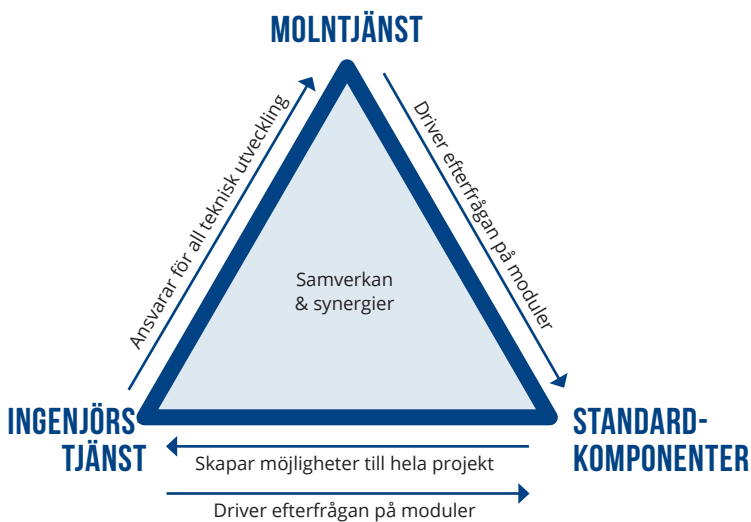 MOLNTJÄNST
Ansvarar för all teknisk utveckling
Driver efterfrågan på moduler
Samverkan
& synergier
INGENJÖRS
TJÄNST
STANDARD-
KOMPONENTER
Skapar möjligheter till hela projekt
Driver efterfrågan på moduler